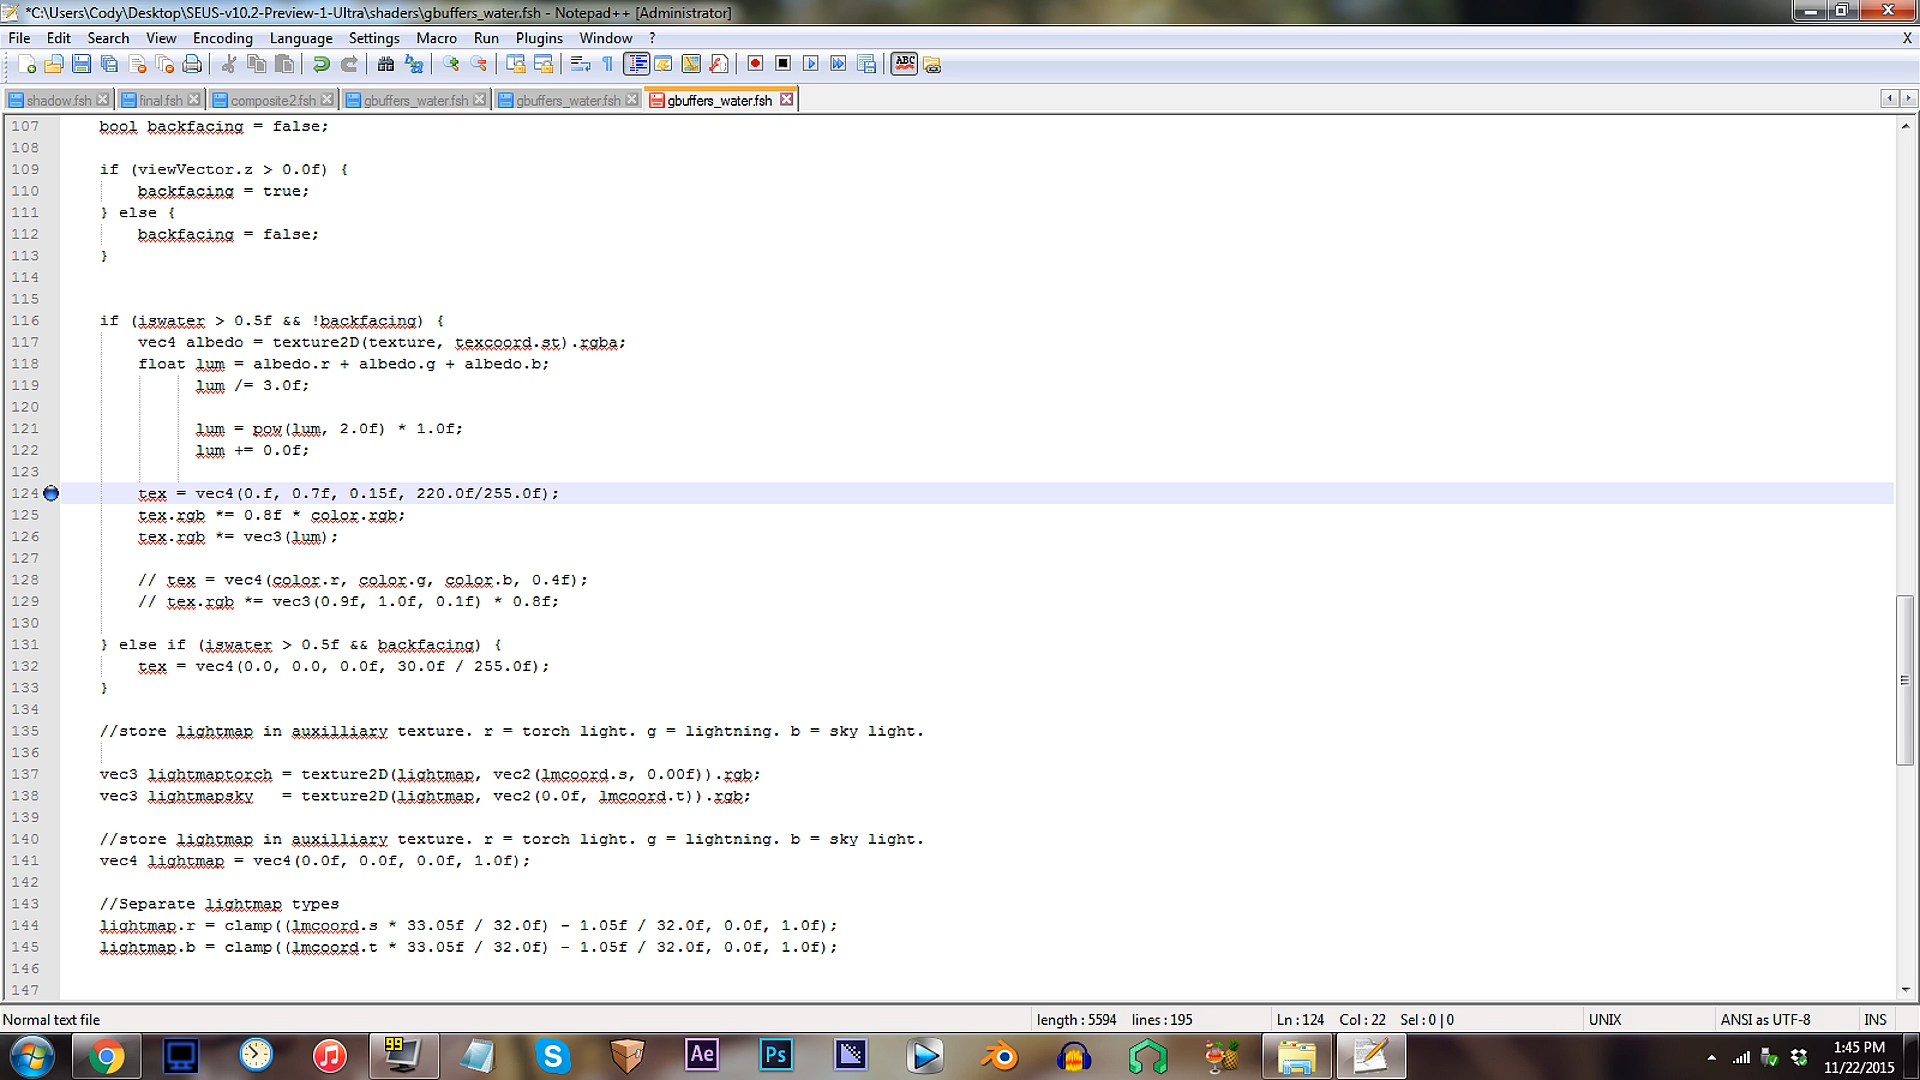 *C:\Users\Cody\Desktop\SEUS-v10.2-Preview-1-Ultra\shaders\gbuffers_water.fsh - Notepad++ [Administrator]
File Edit Search View Encoding Language Settings Macro Run Plugins Window ? X
ABC
shadow.fsh final.fsh composite2.fsh gbuffers_water.fsh gbuffers_water.fsh gbuffers_water.fsh
107 bool backfacing = false;
108
109 if (viewVector.z > 0.0f) {
110 backfacing = true;
111 } else {
112 backfacing = false;
113 }
114
115
116 if (iswater > 0.5f && !backfacing) {
117 vec4 albedo = texture2D(texture, texcoord.st).rgba;
118 float lum = albedo.r + albedo.g + albedo.b;
119 lum /= 3.0f;
120
121 lum = pow(lum, 2.0f) * 1.0f;
122 lum += 0.0f;
123
124 tex = vec4(0.f, 0.7f, 0.15f, 220.0f/255.0f);
125 tex.rgb *= 0.8f * color.rgb;
126 tex.rgb *= vec3(lum);
127
128 // tex = vec4(color.r, color.g, color.b, 0.4f);
129 // tex.rgb *= vec3(0.9f, 1.0f, 0.1f) * 0.8f;
130
131 } else if (iswater > 0.5f && backfacing) {
132 tex = vec4(0.0, 0.0, 0.0f, 30.0f / 255.0f);
133 }
134
135 //store lightmap in auxilliary texture. r = torch light. g = lightning. b = sky light.
136
137 vec3 lightmaptorch = texture2D(lightmap, vec2(lmcoord.s, 0.00f)).rgb;
138 vec3 lightmapsky   = texture2D(lightmap, vec2(0.0f, lmcoord.t)).rgb;
139
140 //store lightmap in auxilliary texture. r = torch light. g = lightning. b = sky light.
141 vec4 lightmap = vec4(0.0f, 0.0f, 0.0f, 1.0f);
142
143 //Separate lightmap types
144 lightmap.r = clamp((lmcoord.s * 33.05f / 32.0f) - 1.05f / 32.0f, 0.0f, 1.0f);
145 lightmap.b = clamp((lmcoord.t * 33.05f / 32.0f) - 1.05f / 32.0f, 0.0f, 1.0f);
146
147
Normal text file length : 5594 lines : 195 Ln : 124 Col : 22 Sel : 0 | 0 UNIX ANSI as UTF-8 INS
99 S Ae Ps
1:45 PM
11/22/2015